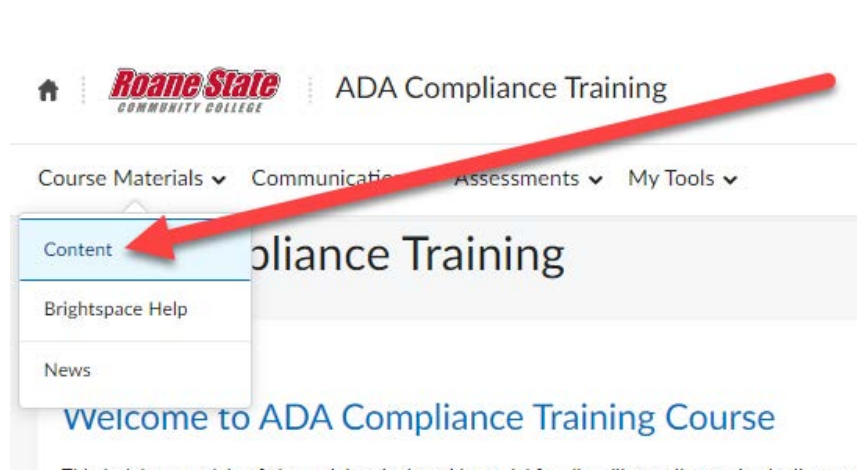 Roane State ADA Compliance Training
COMMUNITY COLLEGE
Course Materials Assessments My Tools
Content
Training
Brightspace Help
News
Welcome to ADA Compliance Training Course